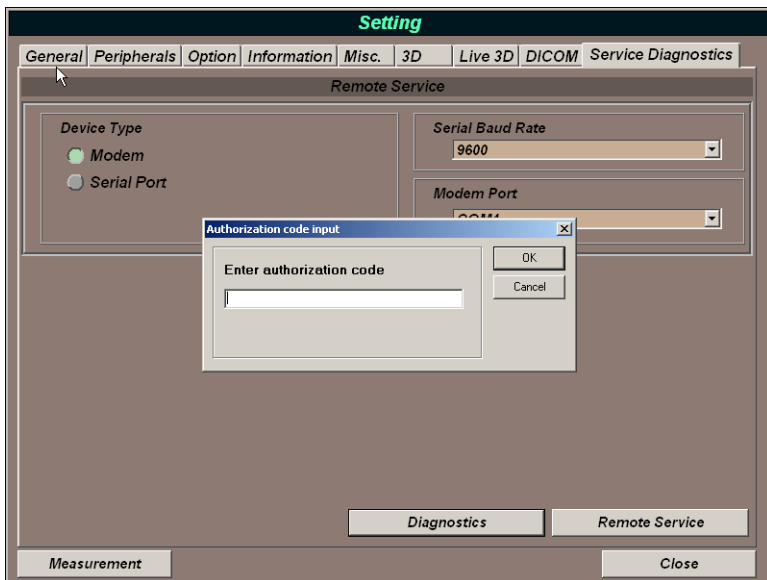 Setting
General Peripherals Option Information Misc. 3D Live 3D DICOM Service Diagnostics
Remote Service
Device Type
Modem
Serial Port
Serial Baud Rate
9600
Modem Port
Authorization code input
Enter authorization code
OK
Cancel
Diagnostics Remote Service
Measurement Close